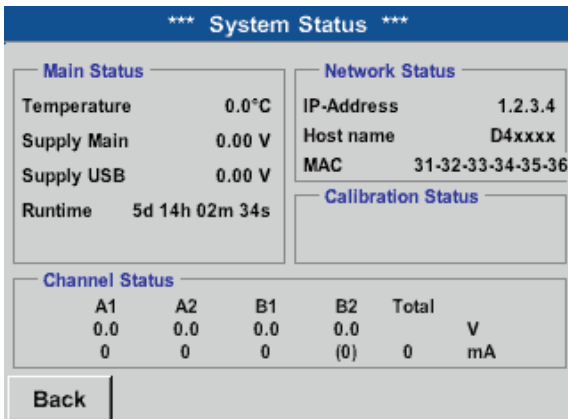 *** System Status ***
Main Status
Temperature 0.0°C
Supply Main 0.00 V
Supply USB 0.00 V
Runtime 5d 14h 02m 34s
Network Status
IP-Address 1.2.3.4
Host name D4xxxx
MAC 31-32-33-34-35-36
Calibration Status
Channel Status
A1 A2 B1 B2 Total
0.0 0.0 0.0 0.0 V
0 0 0 (0) 0 mA
Back